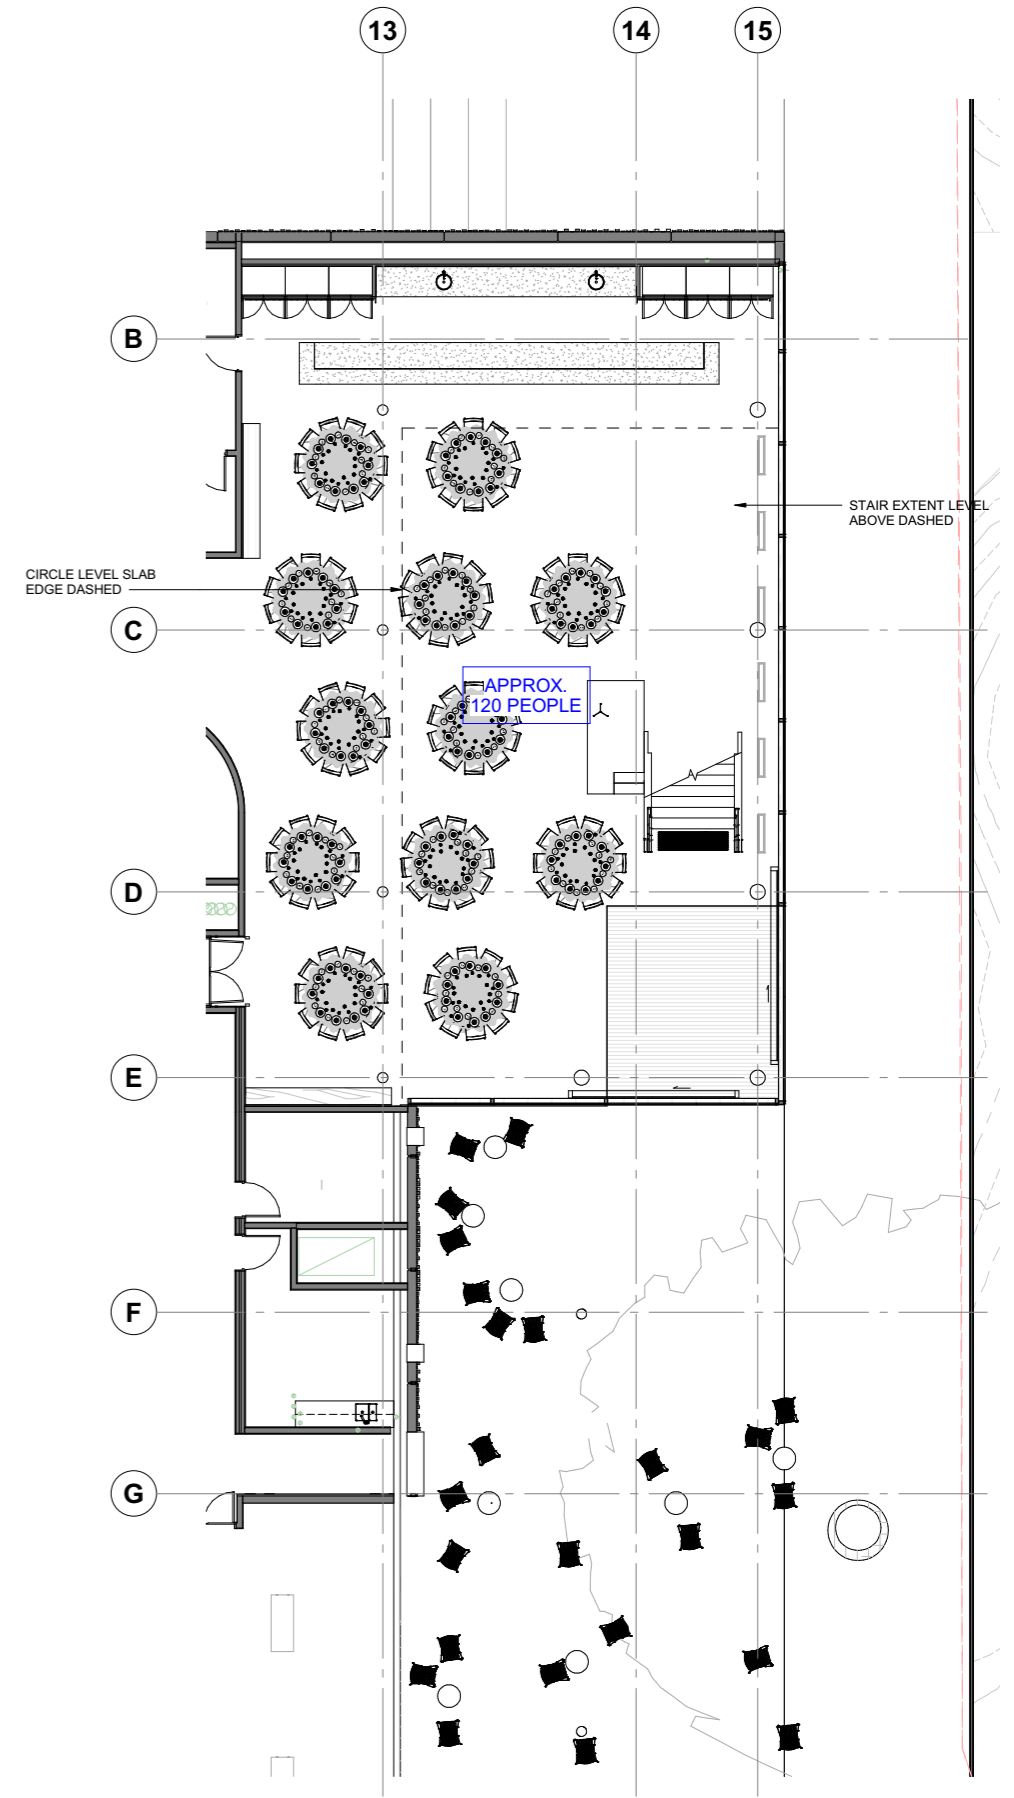 13
14
15
B
STAIR EXTENT LEVEL
ABOVE DASHED
CIRCLE LEVEL SLAB
EDGE DASHED
C
APPROX.
120 PEOPLE
D
E
F
G